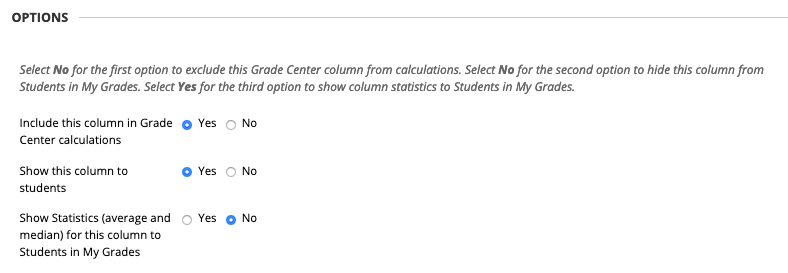 OPTIONS
Select No for the first option to exclude this Grade Center column from calculations. Select No for the second option to hide this column from
Students in My Grades. Select Yes for the third option to show column statistics to Students in My Grades.
Include this column in Grade Yes No
Center calculations
Show this column to Yes No
students
Show Statistics (average and Yes No
median) for this column to
Students in My Grades